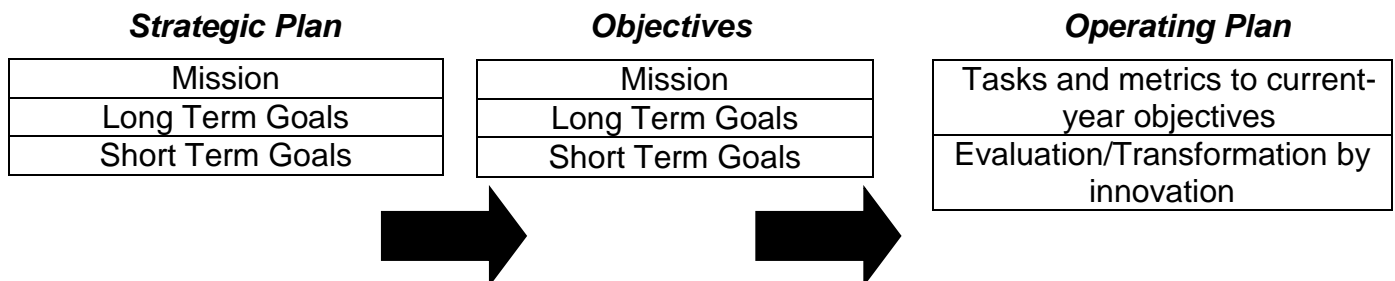 Strategic Plan
Mission
Long Term Goals
Short Term Goals
Objectives
Mission
Long Term Goals
Short Term Goals
Operating Plan
Tasks and metrics to current-
year objectives
Evaluation/Transformation by
innovation